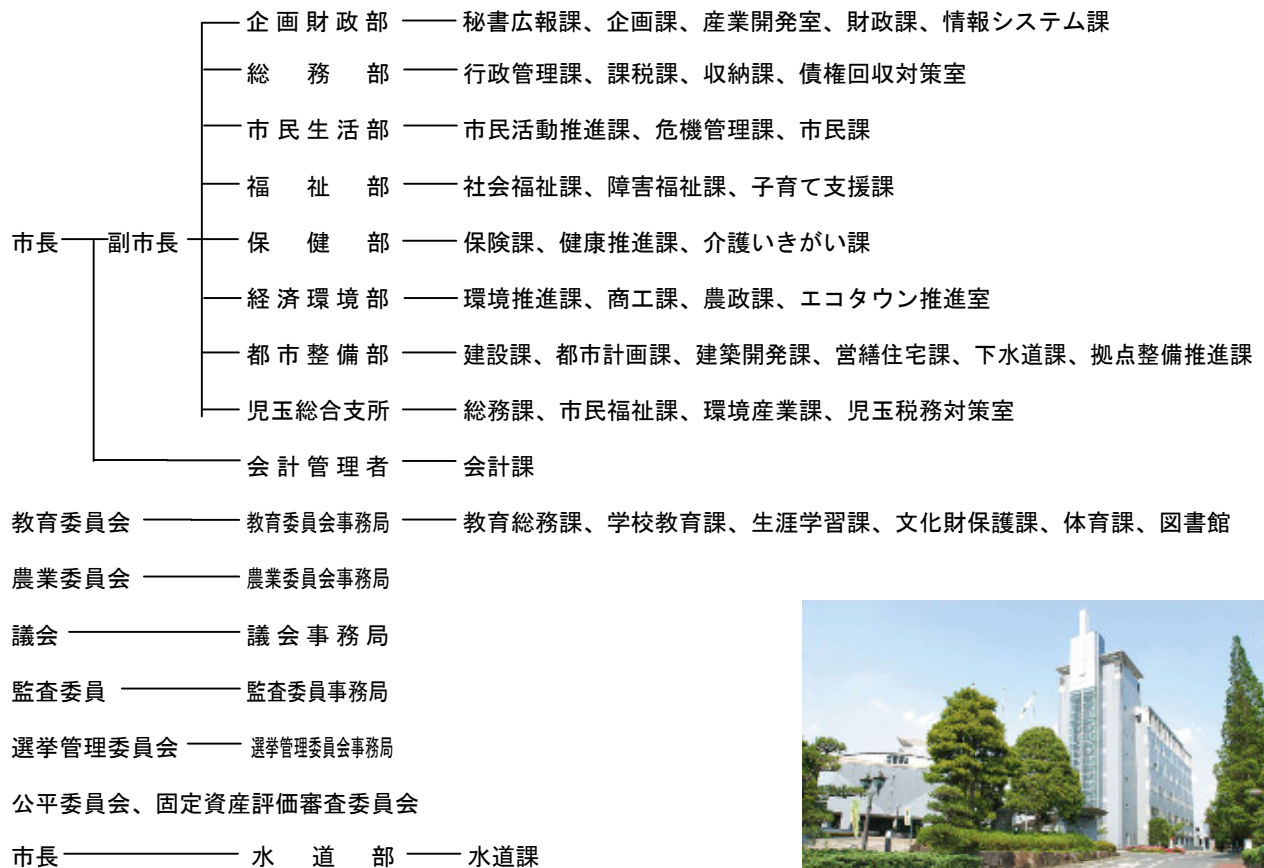 企画財政部 秘書広報課、企画課、産業開発室、財政課、情報システム課
総務部 行政管理課、課税課、収納課、債権回収対策室
市民生活部 市民活動推進課、危機管理課、市民課
福祉部 社会福祉課、障害福祉課、子育て支援課
市長 副市長 保健部 保険課、健康推進課、介護いきがい課
経済環境部 環境推進課、商工課、農政課、エコタウン推進室
都市整備部 建設課、都市計画課、建築開発課、営繕住宅課、下水道課、拠点整備推進課
児玉総合支所 総務課、市民福祉課、環境産業課、児玉税務対策室
会計管理者 会計課
教育委員会 教育委員会事務局 教育総務課、学校教育課、生涯学習課、文化財保護課、体育課、図書館
農業委員会 農業委員会事務局
議会 議会事務局
監査委員 監査委員事務局
選挙管理委員会 選挙管理委員会事務局
公平委員会、固定資産評価審査委員会
市長 水道部 水道課